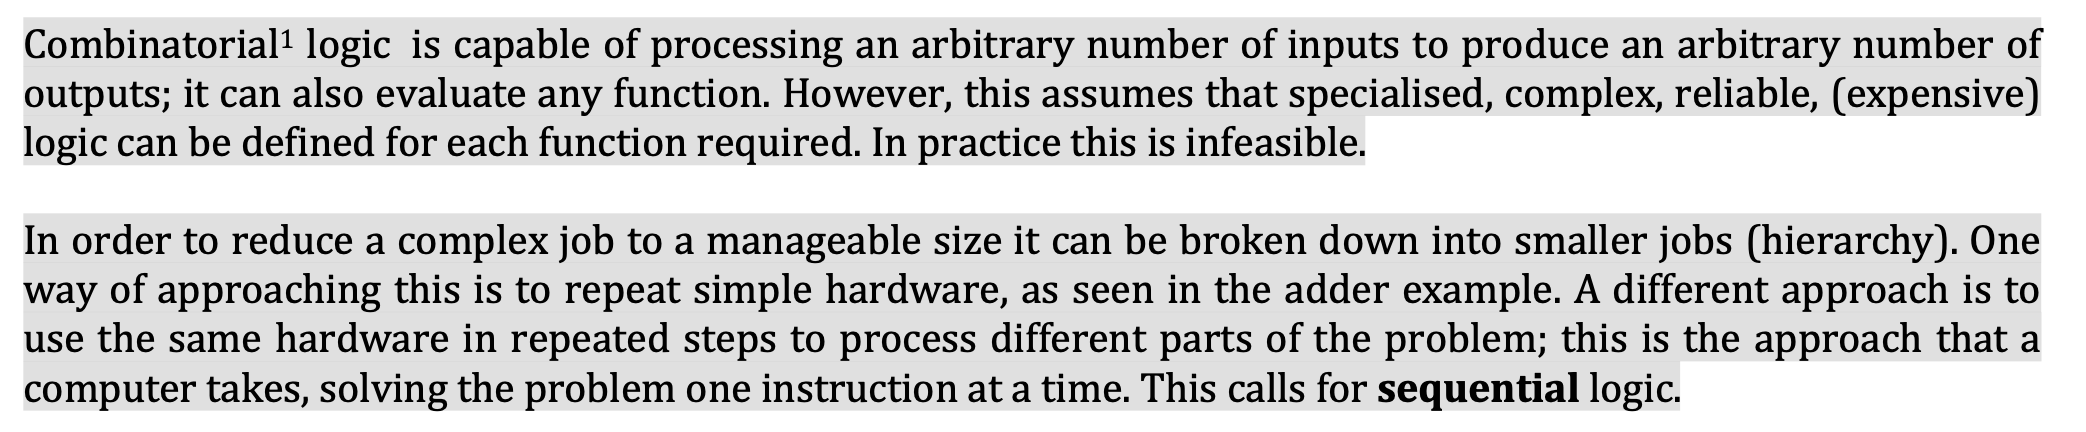 Combinatorial¹ logic is capable of processing an arbitrary number of inputs to produce an arbitrary number of
outputs; it can also evaluate any function. However, this assumes that specialised, complex, reliable, (expensive)
logic can be defined for each function required. In practice this is infeasible.
In order to reduce a complex job to a manageable size it can be broken down into smaller jobs (hierarchy). One
way of approaching this is to repeat simple hardware, as seen in the adder example. A different approach is to
use the same hardware in repeated steps to process different parts of the problem; this is the approach that a
computer takes, solving the problem one instruction at a time. This calls for sequential logic.